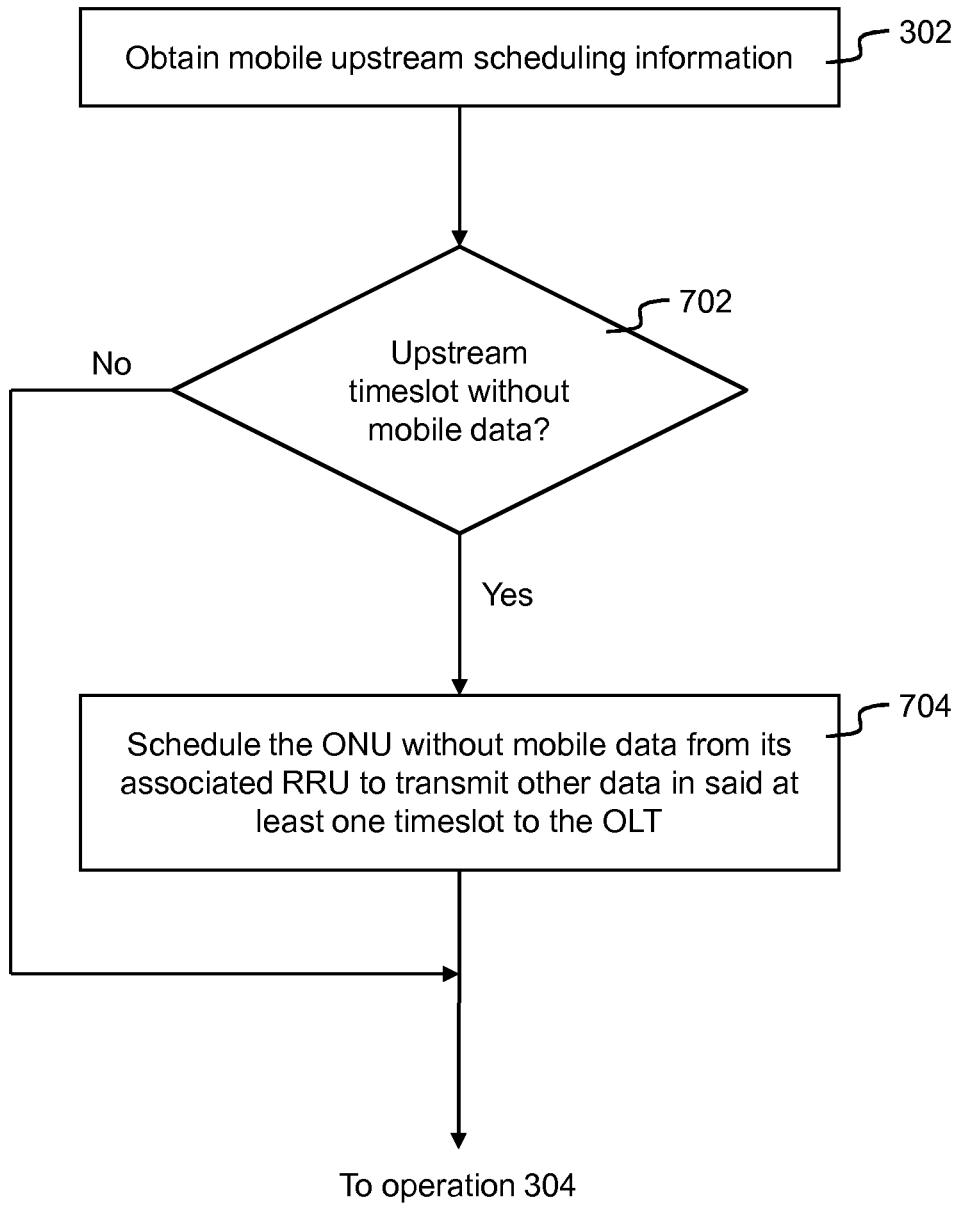 302
Obtain mobile upstream scheduling information
702
Upstream
timeslot without
mobile data?
No
Yes
704
Schedule the ONU without mobile data from its
associated RRU to transmit other data in said at
least one timeslot to the OLT
To operation 304